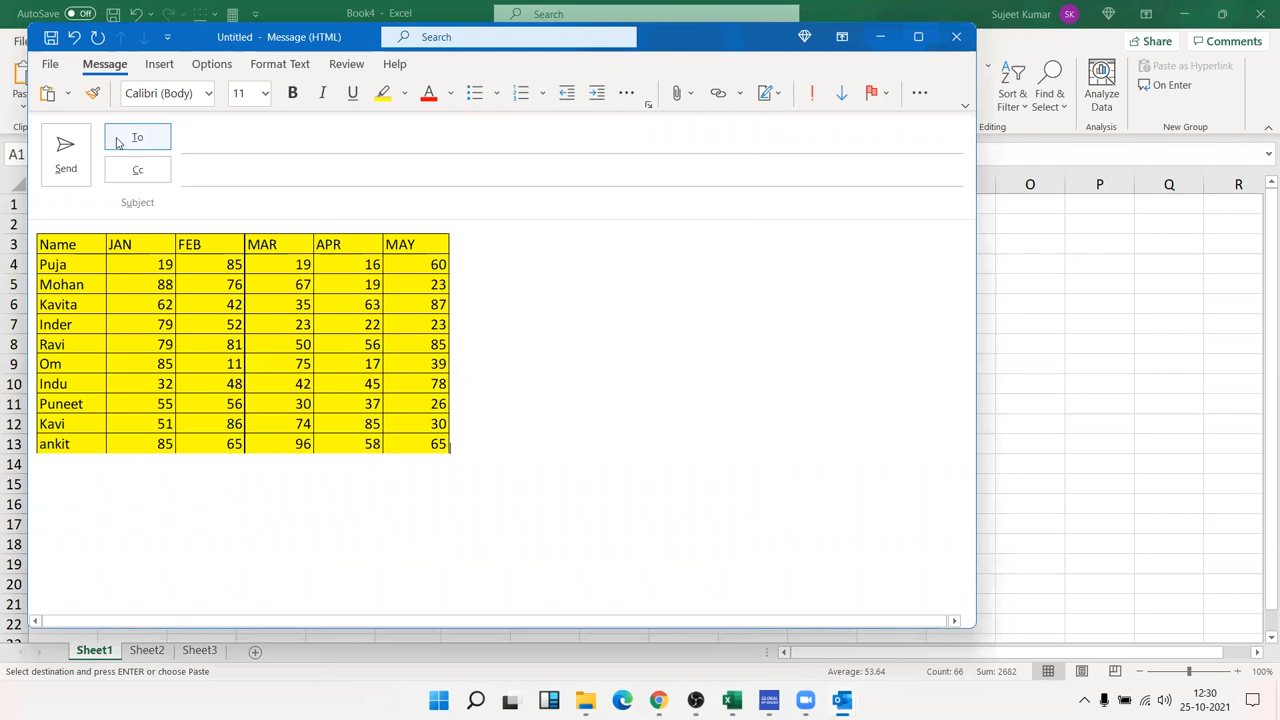 AutoSave Off Book4 - Excel Search Sujeet Kumar SK
Untitled - Message (HTML) Search
File
File Message Insert Options Format Text Review Help
Share Comments
Calibri (Body) 11 B I U A
Paste as Hyperlink
On Enter
Sort & Filter Find & Select Analyze Data
Editing Analysis New Group
Send To
Cc
Subject
A1
O P Q R
Name JAN FEB MAR APR MAY
Puja 19 85 19 16 60
Mohan 88 76 67 19 23
Kavita 62 42 35 63 87
Inder 79 52 23 22 23
Ravi 79 81 50 56 85
Om 85 11 75 17 39
Indu 32 48 42 45 78
Puneet 55 56 30 37 26
Kavi 51 86 74 85 30
ankit 85 65 96 58 65
1
2
3
4
5
6
7
8
9
10
11
12
13
14
15
16
17
18
19
20
21
22
Sheet1 Sheet2 Sheet3
Select destination and press ENTER or choose Paste Average: 53.64 Count: 66 Sum: 2682 100%
12:30
25-10-2021